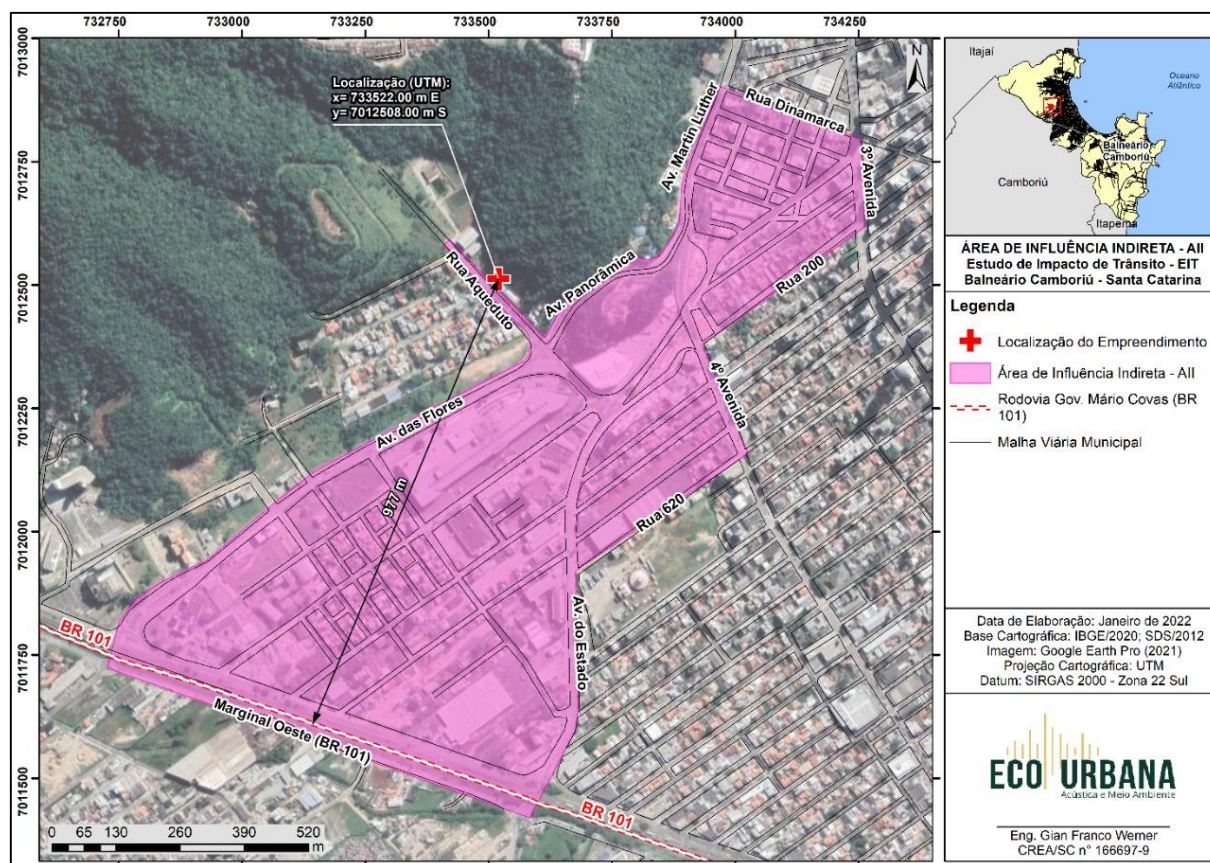 732750 733000 733250 733500 733750 734000 734250
7013000
7012750
7012500
7012250
7012000
7011750
7011500
Localização (UTM):
x= 733522.00 m E
y= 7012508.00 m S
N
Av. Martin Luther
Rua Dinamarca
3º Avenida
Rua 200
Av. Panorâmica
Rua Aqueduto
4º Avenida
Av. das Flores
977 m
Rua 620
Av. do Estado
BR 101
Marginal Oeste (BR 101)
BR 101
0 65 130 260 390 520
m
Itajaí
Oceano
Atlântico
Balneário
Camboriú
Camboriú
Itapema
ÁREA DE INFLUÊNCIA INDIRETA - AII
Estudo de Impacto de Trânsito - EIT
Balneário Camboriú - Santa Catarina
Legenda
Localização do Empreendimento
Área de Influência Indireta - AII
Rodovia Gov. Mário Covas (BR
101)
Malha Viária Municipal
Data de Elaboração: Janeiro de 2022
Base Cartográfica: IBGE/2020; SDS/2012
Imagem: Google Earth Pro (2021)
Projeção Cartográfica: UTM
Datum: SIRGAS 2000 - Zona 22 Sul
ECO URBANA
Acústica e Meio Ambiente
Eng. Gian Franco Werner
CREA/SC n° 166697-9